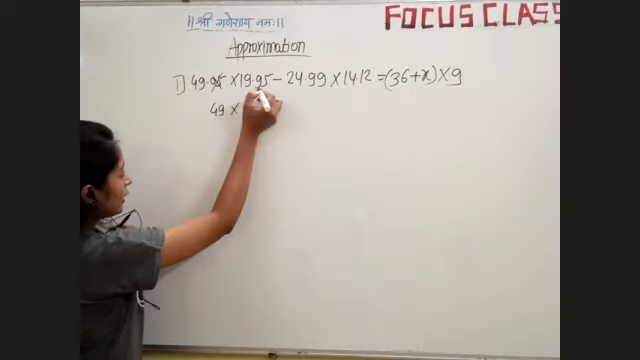 FOCUS CLASS
॥ श्री गणेशाय नमः ॥
Approximation
1) 49.95 × 19.95 − 24.99 × 14.12 = (36 + x) × 9
49 ×